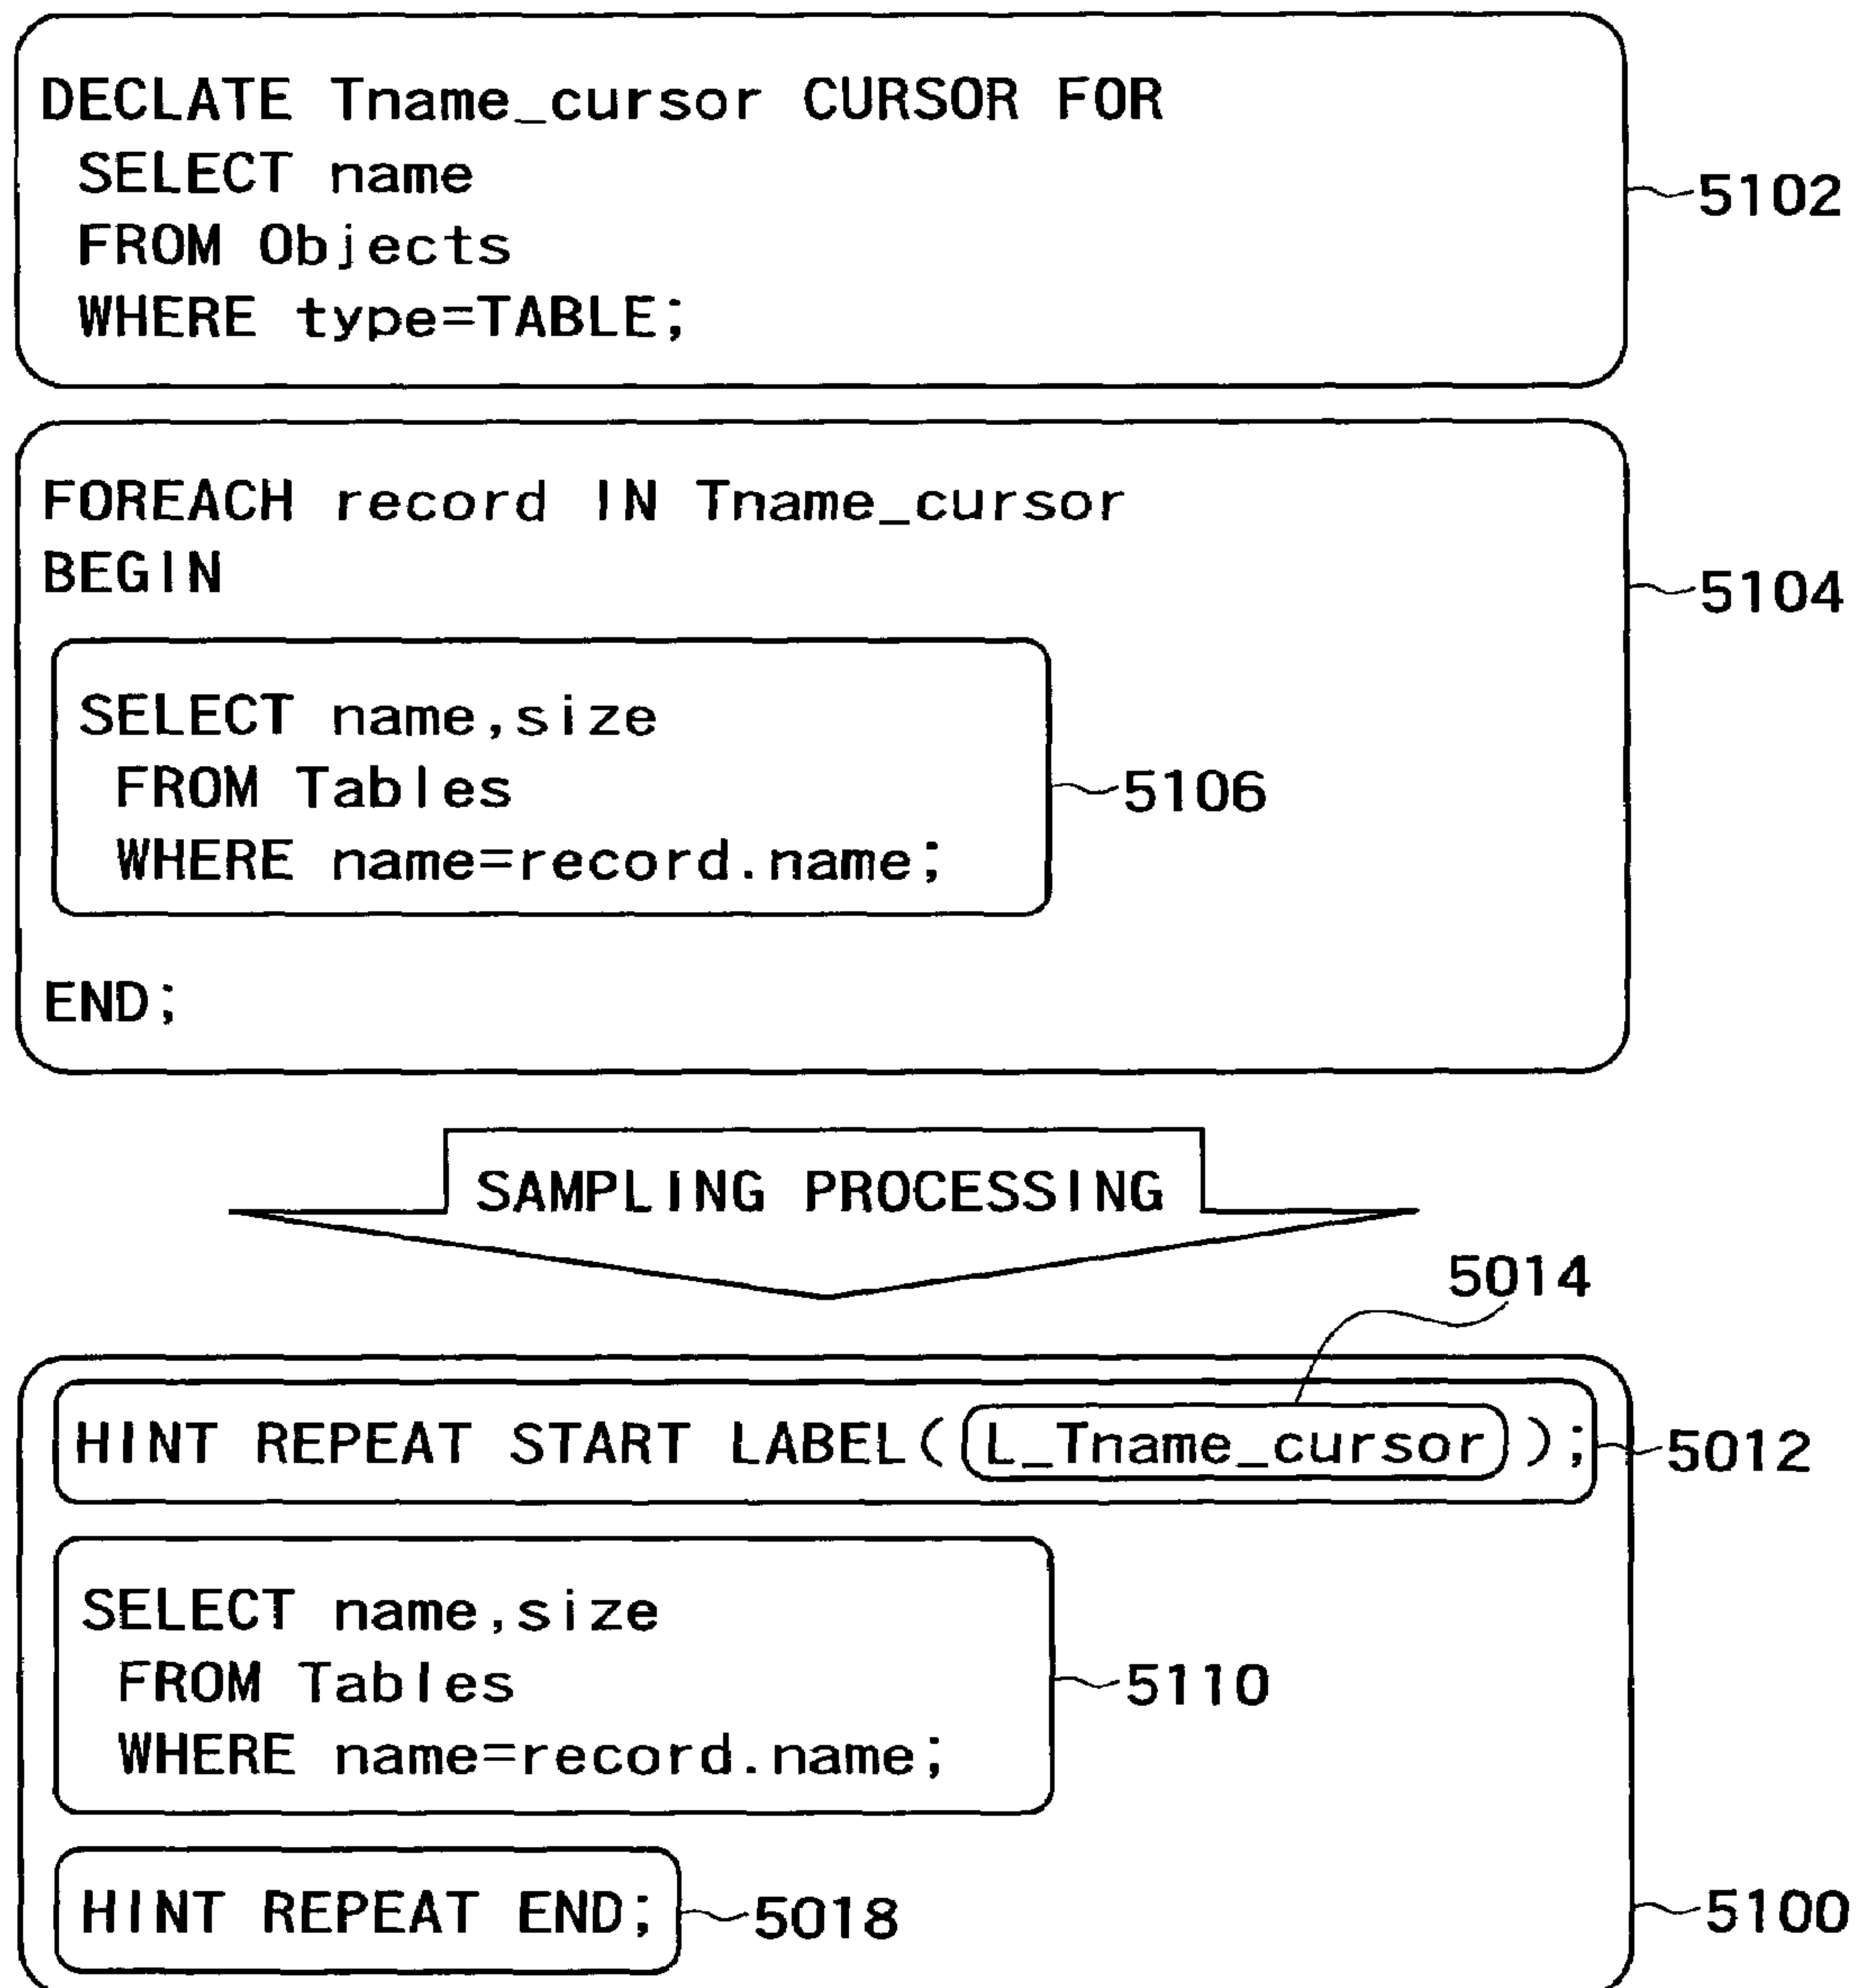 DECLATE Tname_cursor CURSOR FOR
SELECT name
FROM Objects
WHERE type=TABLE;
5102
FOREACH record IN Tname_cursor
BEGIN
5104
SELECT name,size
FROM Tables
WHERE name=record.name;
5106
END;
SAMPLING PROCESSING
5014
HINT REPEAT START LABEL(L_Tname_cursor);
5012
SELECT name,size
FROM Tables
WHERE name=record.name;
5110
HINT REPEAT END;
5018
5100